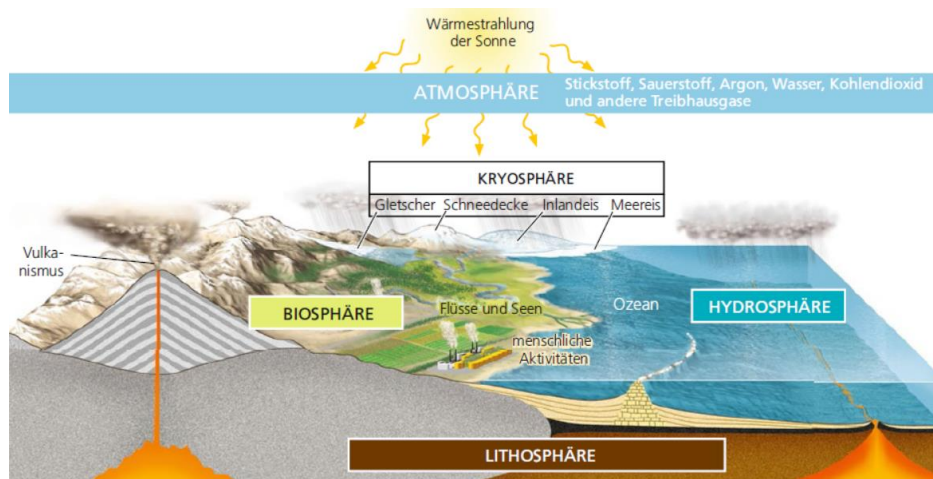 Wärmestrahlung
der Sonne
ATMOSPHÄRE
Stickstoff, Sauerstoff, Argon, Wasser, Kohlendioxid
und andere Treibhausgase
KRYOSPHÄRE
Gletscher Schneedecke Inlandeis Meereis
Vulka-
nismus
BIOSPHÄRE
Flüsse und Seen
Ozean
HYDROSPHÄRE
menschliche
Aktivitäten
LITHOSPHÄRE